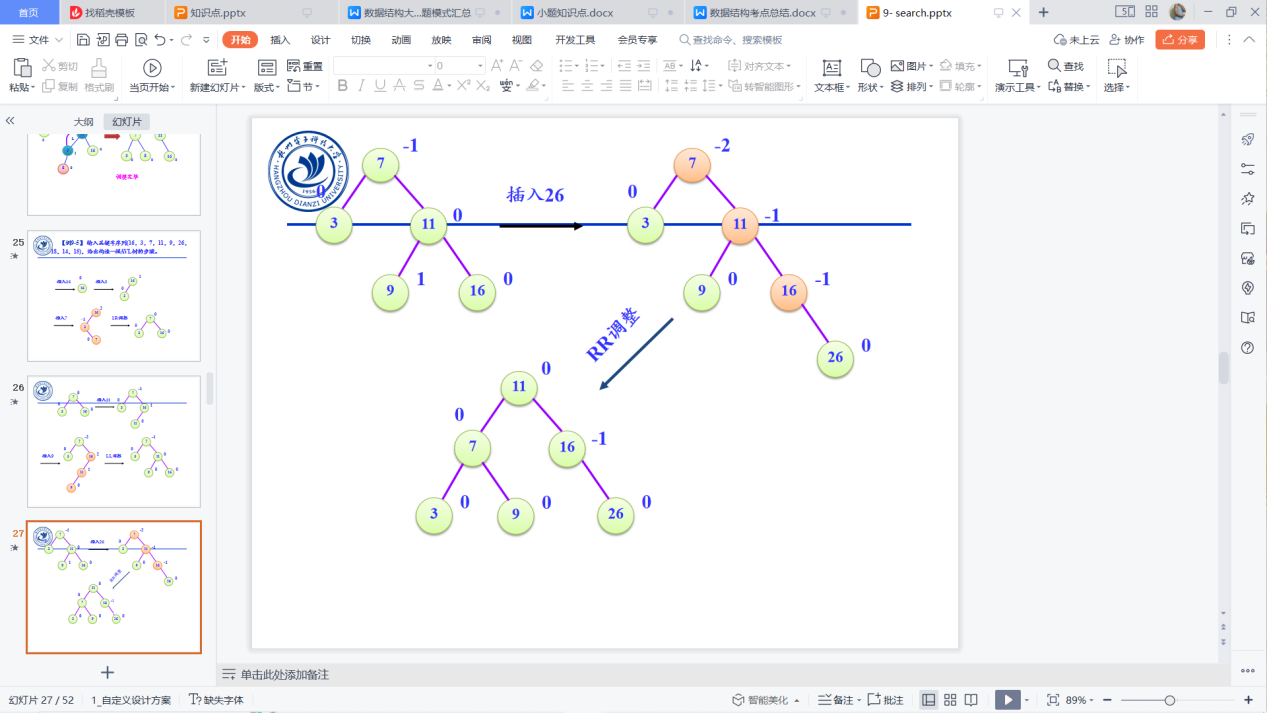 首页
找稻壳模板
知识点.pptx
数据结构大...题模式汇总
小题知识点.docx
数据结构考点总结.docx
9- search.pptx
文件
开始
插入
设计
切换
动画
放映
审阅
视图
开发工具
会员专享
查找命令、搜索模板
未上云
协作
分享
粘贴
剪切
复制
格式刷
当页开始
新建幻灯片
版式
重置
节
0
B I U A S A X² X₂
对齐文本
转智能图形
文本框
形状
图片
排列
填充
轮廓
演示工具
查找
替换
选择
大纲
幻灯片
调整完毕
25
26
27
HANGZHOU DIANZI UNIVERSITY
1956
7 -1
0
3
11 0
9 1
16 0
插入26
7 -2
0
3
11 -1
9 0
16 -1
26 0
RR调整
11 0
0
7
16 -1
3 0
9 0
26 0
单击此处添加备注
幻灯片 27 / 52
1_自定义设计方案
缺失字体
智能美化
备注
批注
89%